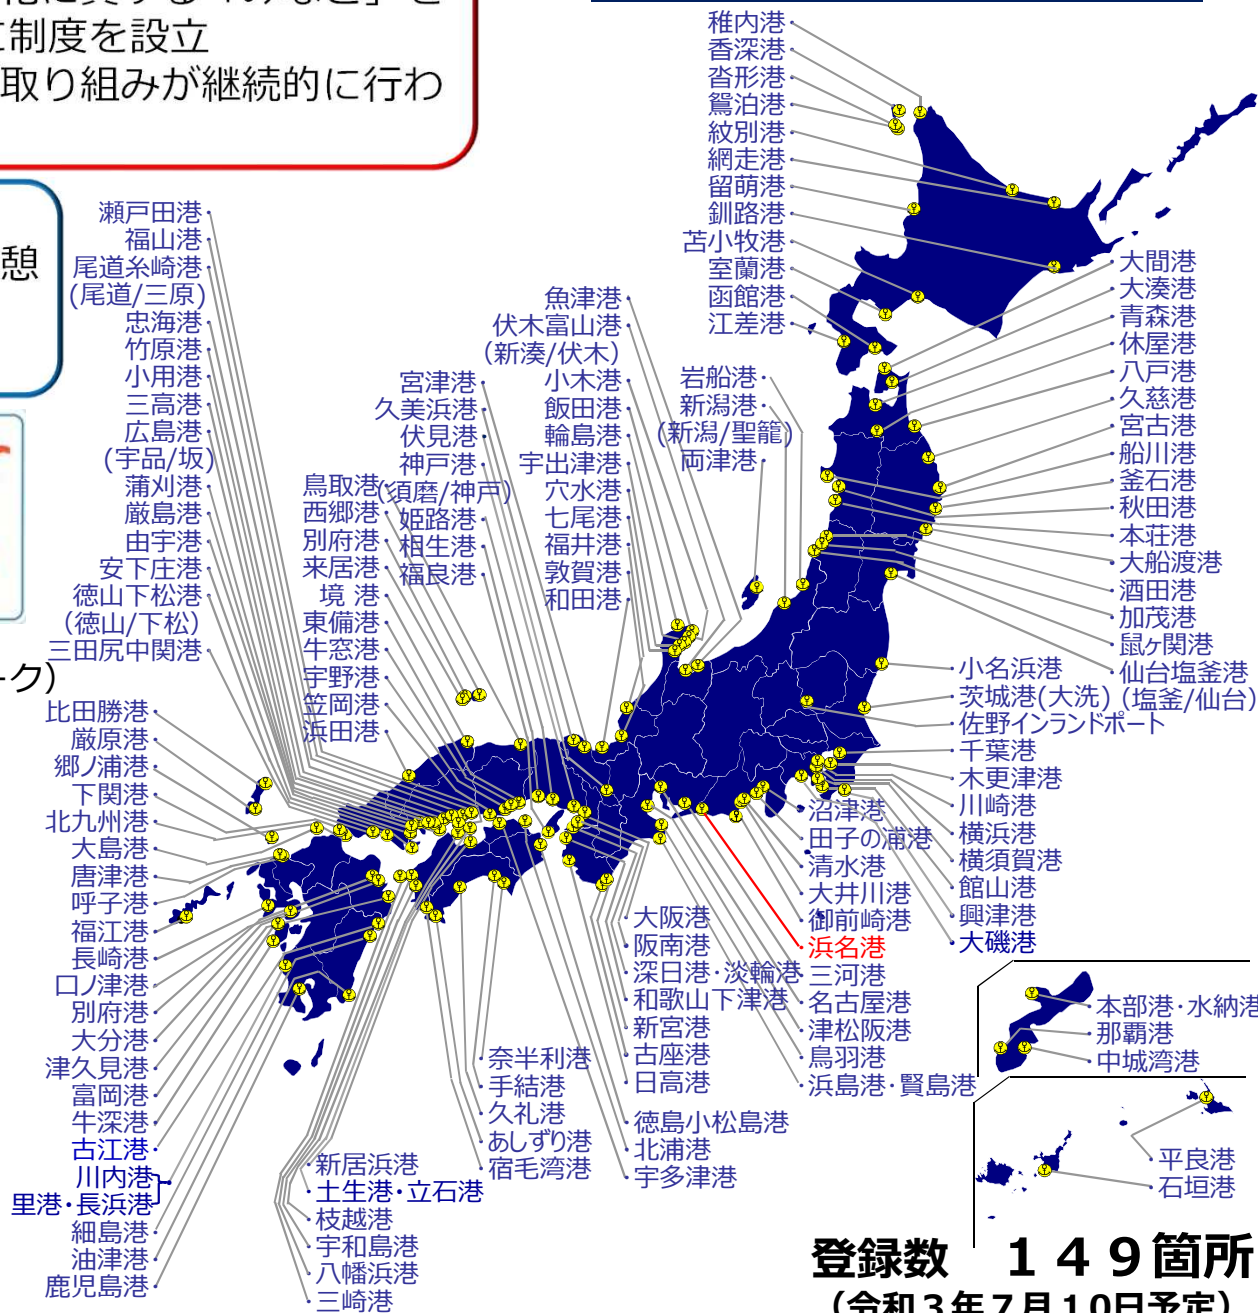 に制度を設立
取り組みが継続的に行わ
憩
ーク）
稚内港
香深港
沓形港
鴛泊港
紋別港
網走港
留萌港
釧路港
苫小牧港
室蘭港
函館港
江差港
大間港
大湊港
青森港
休屋港
八戸港
久慈港
宮古港
船川港
釜石港
秋田港
本荘港
大船渡港
酒田港
加茂港
鼠ヶ関港
仙台塩釜港
(塩釜/仙台)
瀬戸田港
福山港
尾道糸崎港
(尾道/三原)
忠海港
竹原港
小用港
三高港
広島港
(宇品/坂)
蒲刈港
厳島港
由宇港
安下庄港
徳山下松港
(徳山/下松)
三田尻中関港
鳥取港
西郷港
別府港
来居港
境 港
東備港
牛窓港
宇野港
笠岡港
浜田港
宮津港
久美浜港
伏見港
神戸港
(須磨/神戸)
姫路港
相生港
福良港
魚津港
伏木富山港
(新湊/伏木)
小木港
飯田港
輪島港
宇出津港
穴水港
七尾港
福井港
敦賀港
和田港
岩船港
新潟港
(新潟/聖籠)
両津港
小名浜港
茨城港(大洗)
佐野インランドポート
千葉港
木更津港
川崎港
横浜港
横須賀港
館山港
興津港
大磯港
沼津港
田子の浦港
清水港
大井川港
御前崎港
浜名港
三河港
名古屋港
津松阪港
鳥羽港
浜島港・賢島港
比田勝港
厳原港
郷ノ浦港
下関港
北九州港
大島港
唐津港
呼子港
福江港
長崎港
口ノ津港
別府港
大分港
津久見港
富岡港
牛深港
古江港
川内港
里港・長浜港
細島港
油津港
鹿児島港
大阪港
阪南港
深日港・淡輪港
和歌山下津港
新宮港
古座港
日高港
徳島小松島港
北浦港
宇多津港
奈半利港
手結港
久礼港
あしずり港
宿毛湾港
新居浜港
土生港・立石港
枝越港
宇和島港
八幡浜港
三崎港
本部港・水納港
那覇港
中城湾港
平良港
石垣港
登録数　１４９箇所
（令和３年７月１０日予定）